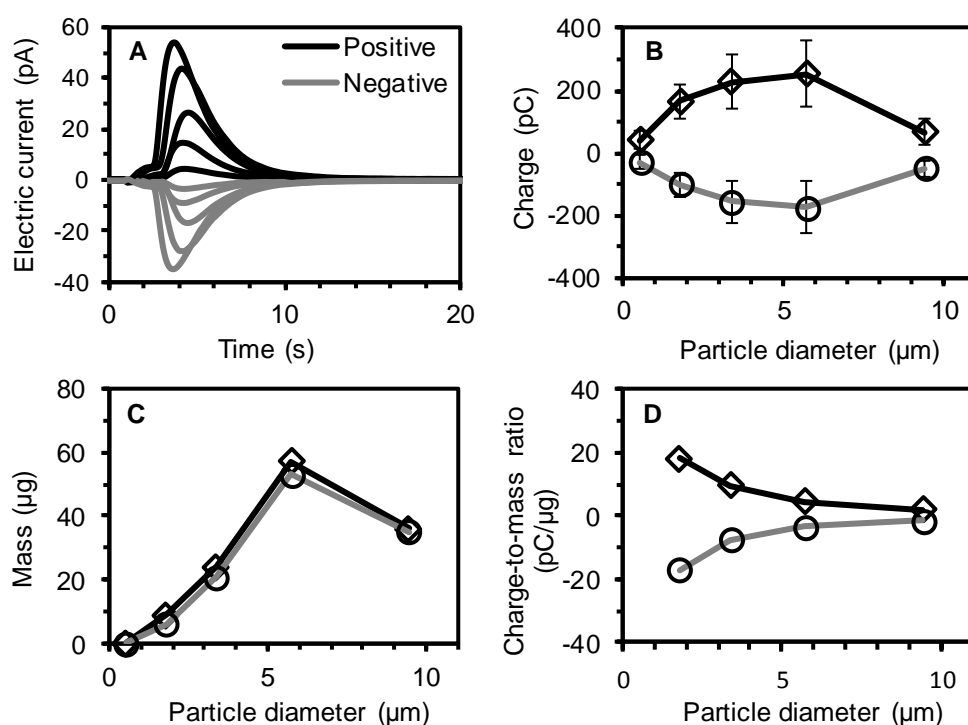 A
Positive
Negative
60
40
20
0
-20
-40
Electric current (pA)
0
10
20
Time (s)
B
400
200
0
-200
-400
Charge (pC)
0
5
10
Particle diameter (µm)
C
80
60
40
20
0
Mass (µg)
0
5
10
Particle diameter (µm)
D
40
20
0
-20
-40
Charge-to-mass ratio
(pC/µg)
0
5
10
Particle diameter (µm)